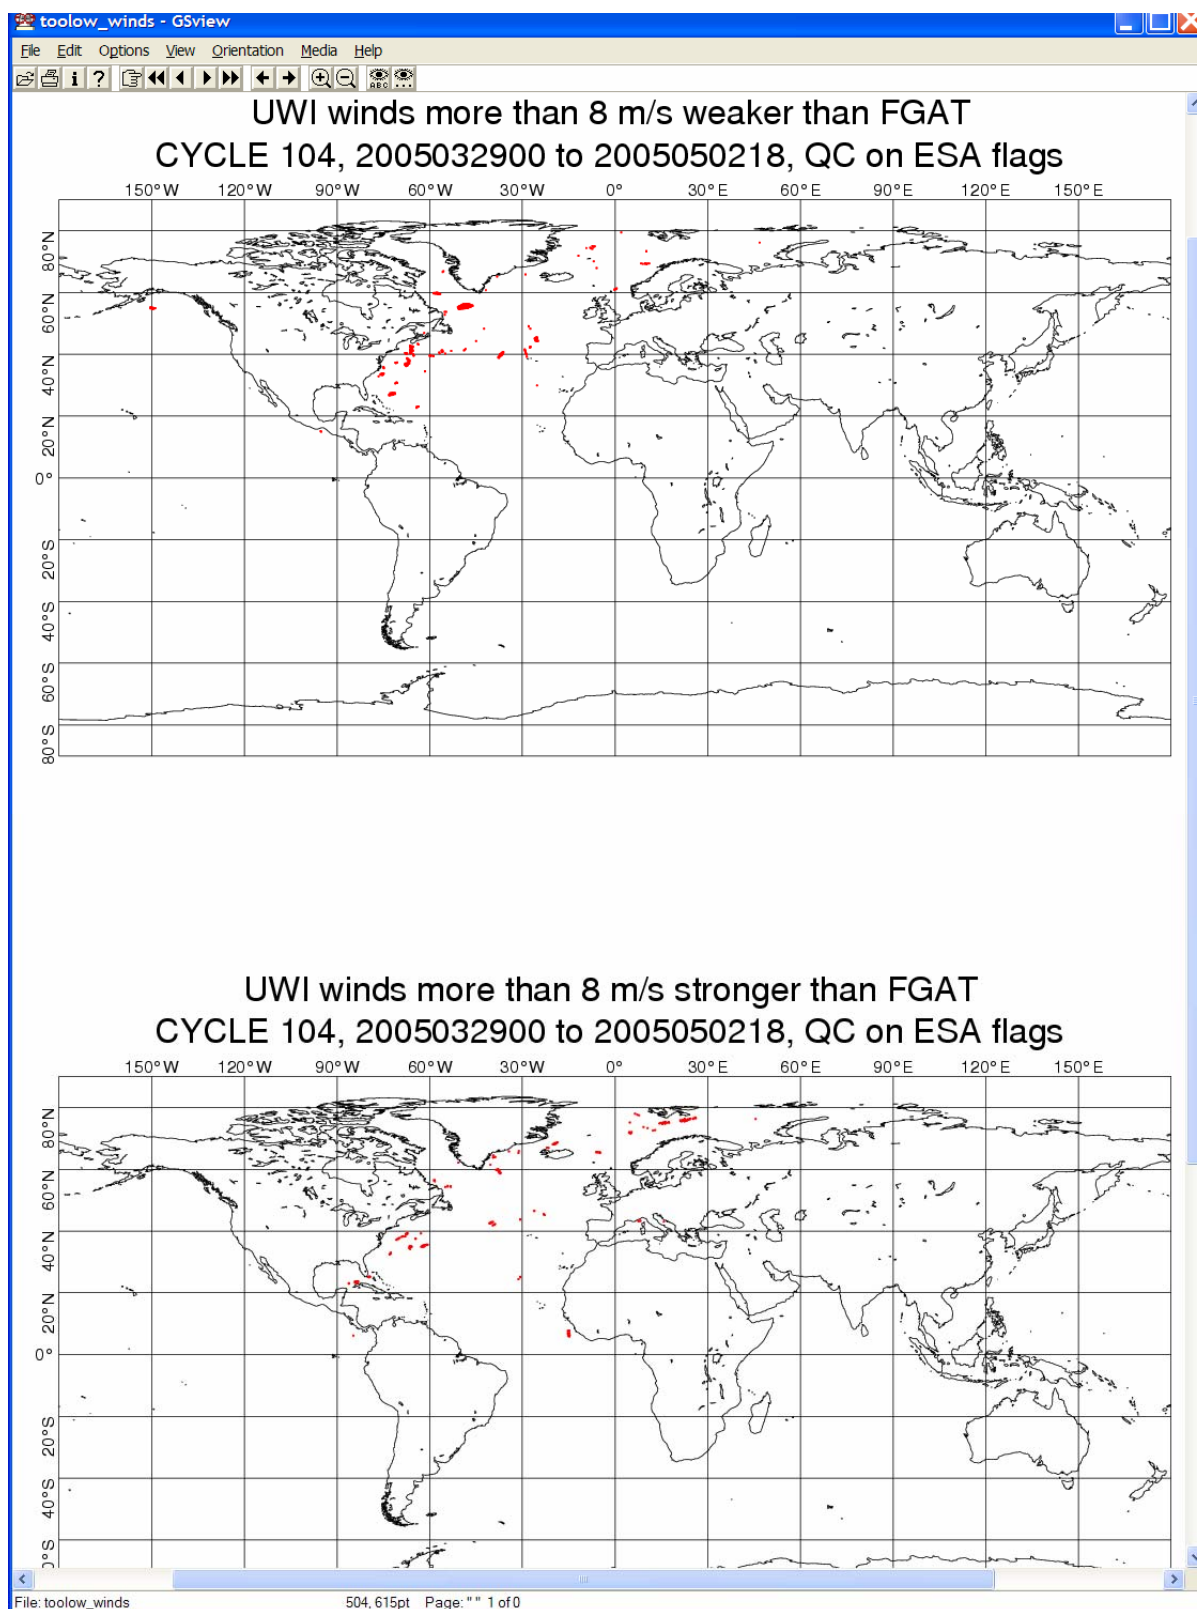 toolow_winds - GSview
File Edit Options View Orientation Media Help
UWI winds more than 8 m/s weaker than FGAT
CYCLE 104, 2005032900 to 2005050218, QC on ESA flags
150°W 120°W 90°W 60°W 30°W 0° 30°E 60°E 90°E 120°E 150°E
80°N
60°N
40°N
20°N
0°
20°S
40°S
60°S
80°S
UWI winds more than 8 m/s stronger than FGAT
CYCLE 104, 2005032900 to 2005050218, QC on ESA flags
150°W 120°W 90°W 60°W 30°W 0° 30°E 60°E 90°E 120°E 150°E
80°N
60°N
40°N
20°N
0°
20°S
40°S
0°S
File: toolow_winds 504, 615pt Page: "" 1 of 0